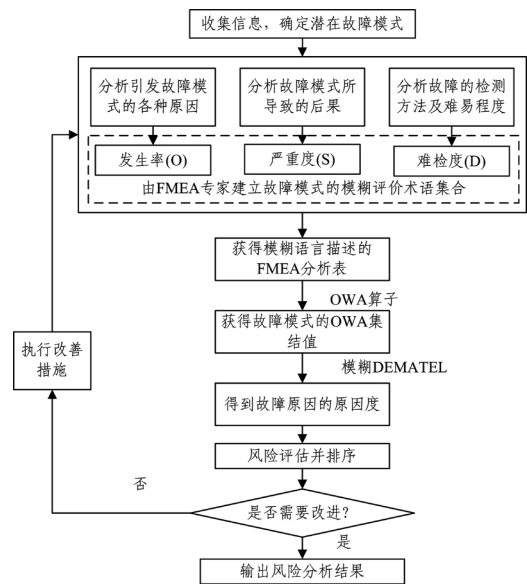 收集信息，确定潜在故障模式
分析引发故障模
式的各种原因
分析故障模式所
导致的后果
分析故障的检测
方法及难易程度
发生率(O)
严重度(S)
难检度(D)
由FMEA专家建立故障模式的模糊评价术语集合
获得模糊语言描述的
FMEA分析表
OWA算子
获得故障模式的OWA集
结值
模糊DEMATEL
得到故障原因的原因度
风险评估并排序
执行改善
措施
否
是否需要改进？
是
输出风险分析结果